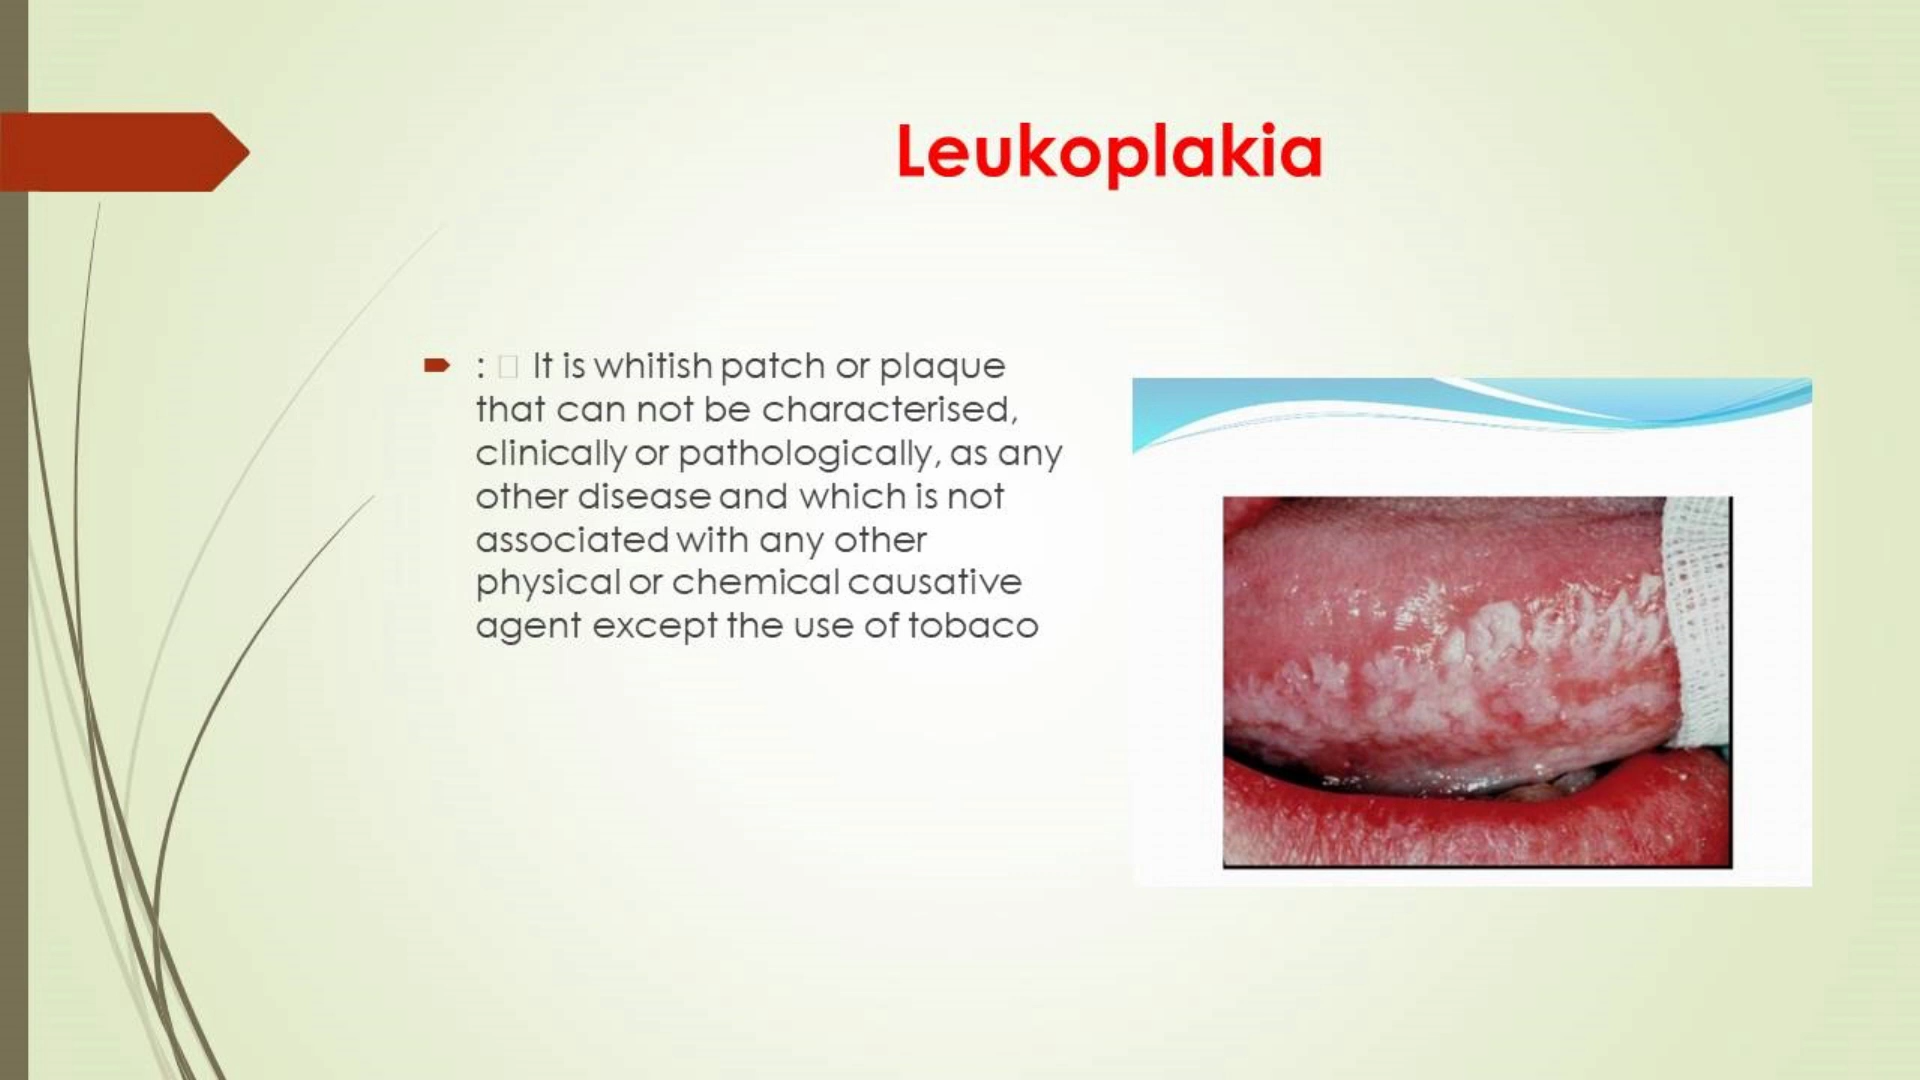 Leukoplakia
: □ It is whitish patch or plaque
that can not be characterised,
clinically or pathologically, as any
other disease and which is not
associated with any other
physical or chemical causative
agent except the use of tobaco